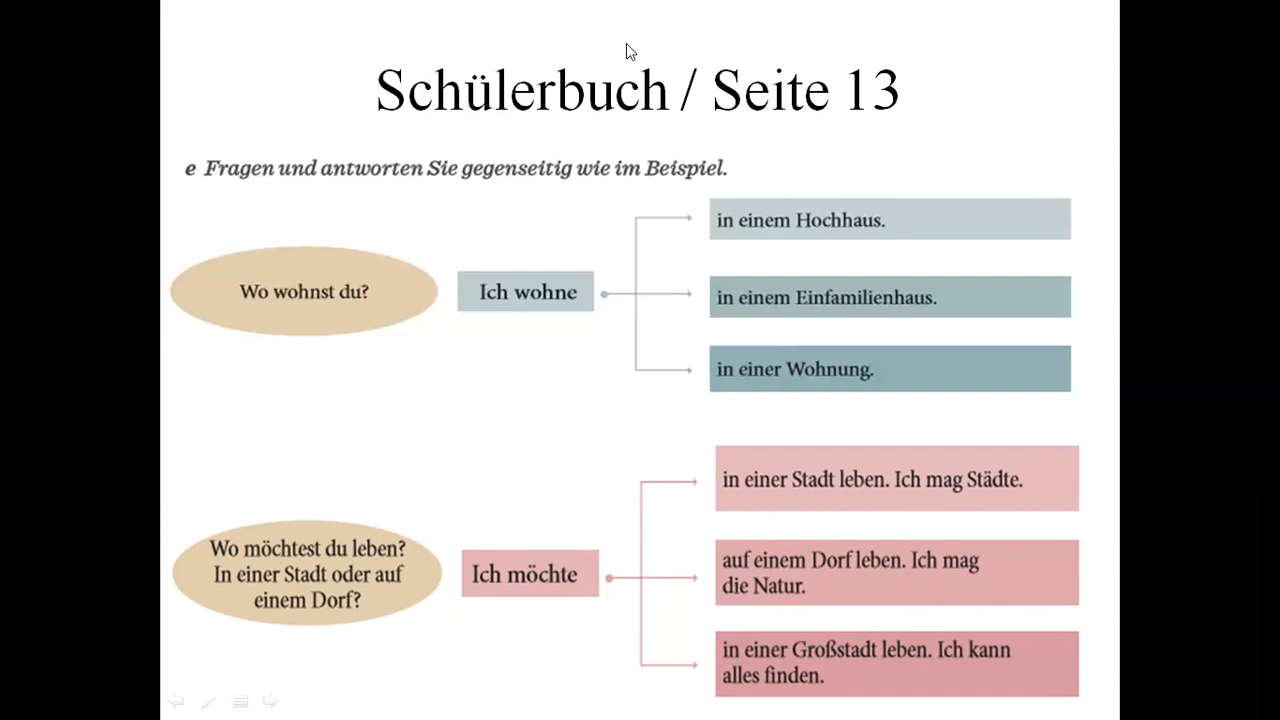 Schülerbuch / Seite 13
e Fragen und antworten Sie gegenseitig wie im Beispiel.
Wo wohnst du?
Ich wohne
in einem Hochhaus.
in einem Einfamilienhaus.
in einer Wohnung.
Wo möchtest du leben?
In einer Stadt oder auf
einem Dorf?
Ich möchte
in einer Stadt leben. Ich mag Städte.
auf einem Dorf leben. Ich mag
die Natur.
in einer Großstadt leben. Ich kann
alles finden.